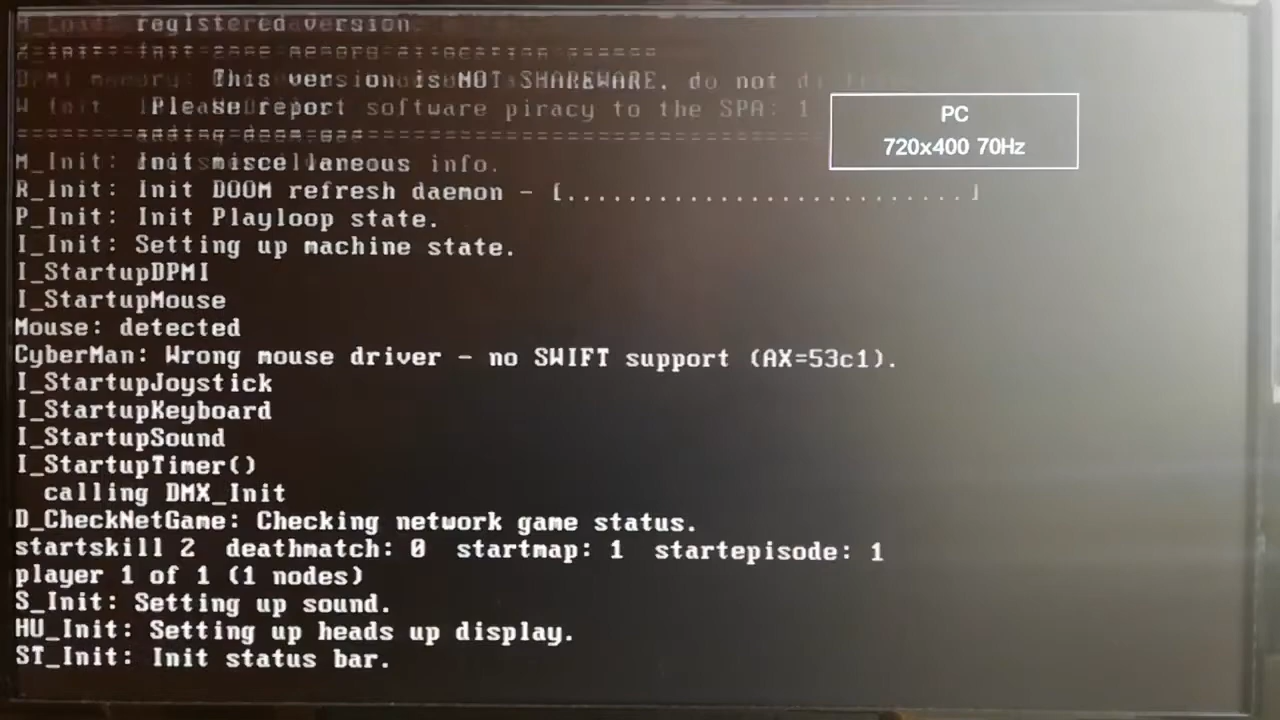 registered version.
This version is NOT SHAREWARE, do not
Please report software piracy to the SPA: 1
adding doom.wad
M_Init: Init miscellaneous info.
R_Init: Init DOOM refresh daemon - [...........................]
P_Init: Init Playloop state.
I_Init: Setting up machine state.
I_StartupDPMI
I_StartupMouse
Mouse: detected
CyberMan: Wrong mouse driver - no SWIFT support (AX=53c1).
I_StartupJoystick
I_StartupKeyboard
I_StartupSound
I_StartupTimer()
calling DMX_Init
D_CheckNetGame: Checking network game status.
startskill 2 deathmatch: 0 startmap: 1 startepisode: 1
player 1 of 1 (1 nodes)
S_Init: Setting up sound.
HU_Init: Setting up heads up display.
ST_Init: Init status bar.
PC
720x400 70Hz